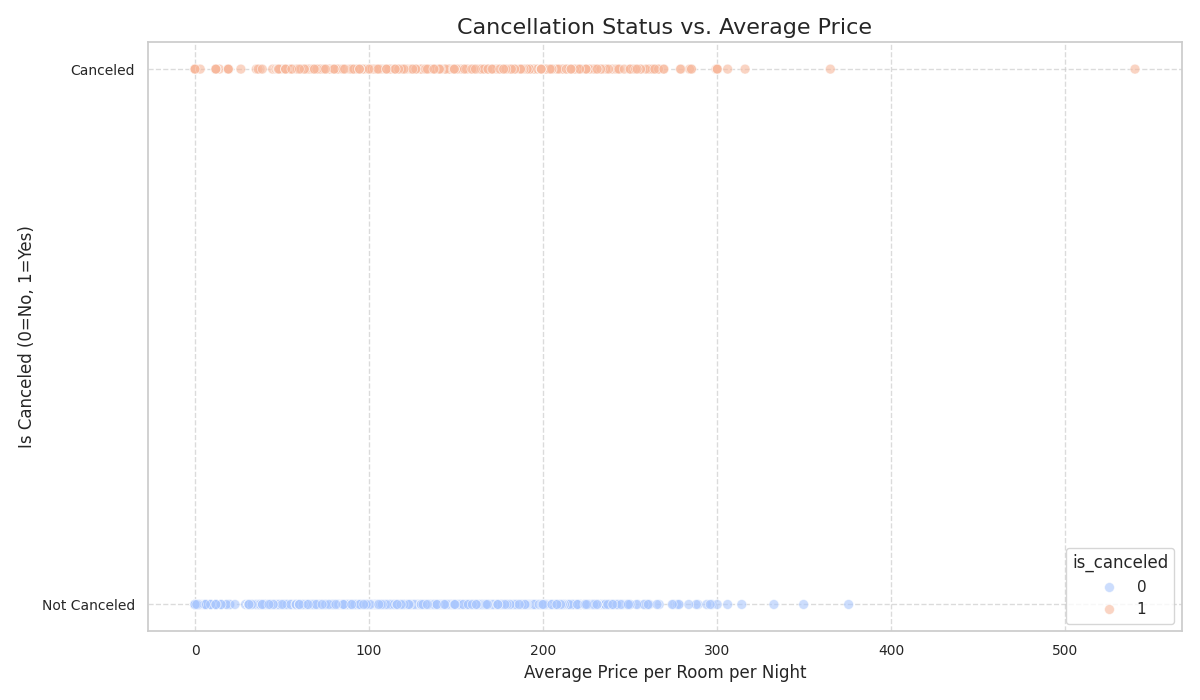 Cancellation Status vs. Average Price
Is Canceled (0=No, 1=Yes)
Canceled
Not Canceled
is_canceled
0
1
0 100 200 300 400 500
Average Price per Room per Night